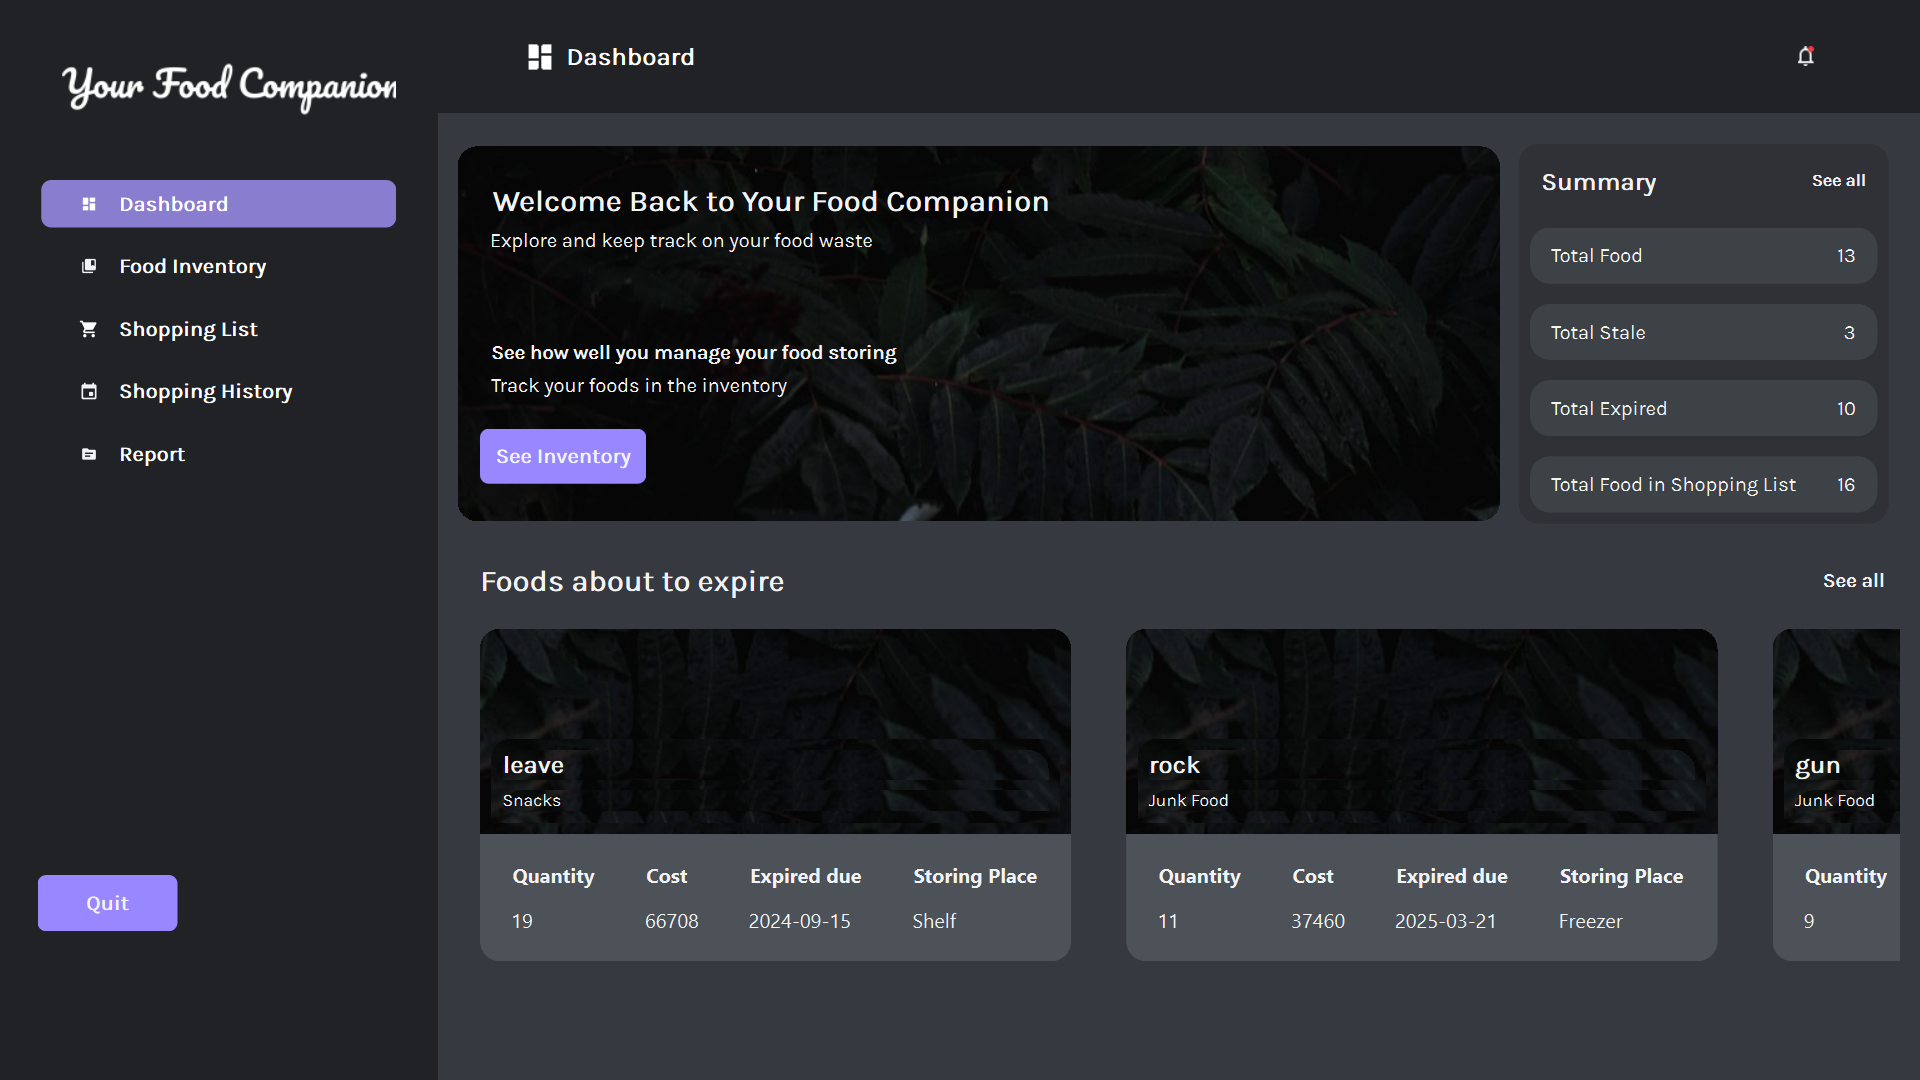 Your Food Companion
Dashboard
Food Inventory
Shopping List
Shopping History
Report
Quit
Dashboard
Welcome Back to Your Food Companion
Explore and keep track on your food waste
See how well you manage your food storing
Track your foods in the inventory
See Inventory
Summary See all
Total Food 13
Total Stale 3
Total Expired 10
Total Food in Shopping List 16
Foods about to expire See all
leave
Snacks
Quantity Cost Expired due Storing Place
19 66708 2024-09-15 Shelf
rock
Junk Food
Quantity Cost Expired due Storing Place
11 37460 2025-03-21 Freezer
gun
Junk Food
Quantity
9